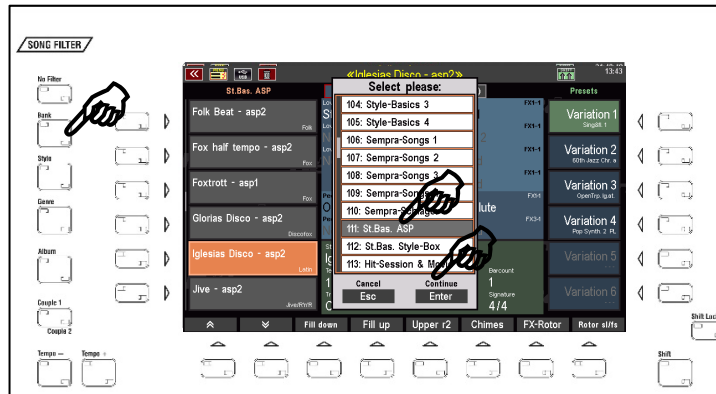 SONG FILTER
No Filter
Bank
Style
Genre
Album
Couple 1
Couple 2
Tempo –
Tempo +
«Iglesias Disco - asp2»
13:43
St.Bas. ASP
Folk Beat - asp2
Folk
Fox half tempo - asp2
Fox
Foxtrott - asp1
Fox
Glorias Disco - asp2
Discofox
Iglesias Disco - asp2
Latin
Jive - asp2
Jive/R'n'R
Select please:
104: Style-Basics 3
105: Style-Basics 4
106: Sempra-Songs 1
107: Sempra-Songs 2
108: Sempra-Songs 3
109: Sempra-Songs
110: Sempra-Schlager
111: St.Bas. ASP
112: St.Bas. Style-Box
113: Hit-Session &
Cancel
Esc
Continue
Enter
FX1-1
FX1-1
FX1-1
lute
FX3-1
Barcount
1
Signature
4/4
Presets
Variation 1
Variation 2
60th Jazz Chr. a
Variation 3
OpenTrp. lgat.
Variation 4
Pop Synth. 2 PL
Variation 5
Variation 6
Fill down
Fill up
Upper r2
Chimes
FX-Rotor
Rotor sl/fs
Shift Lock
Shift